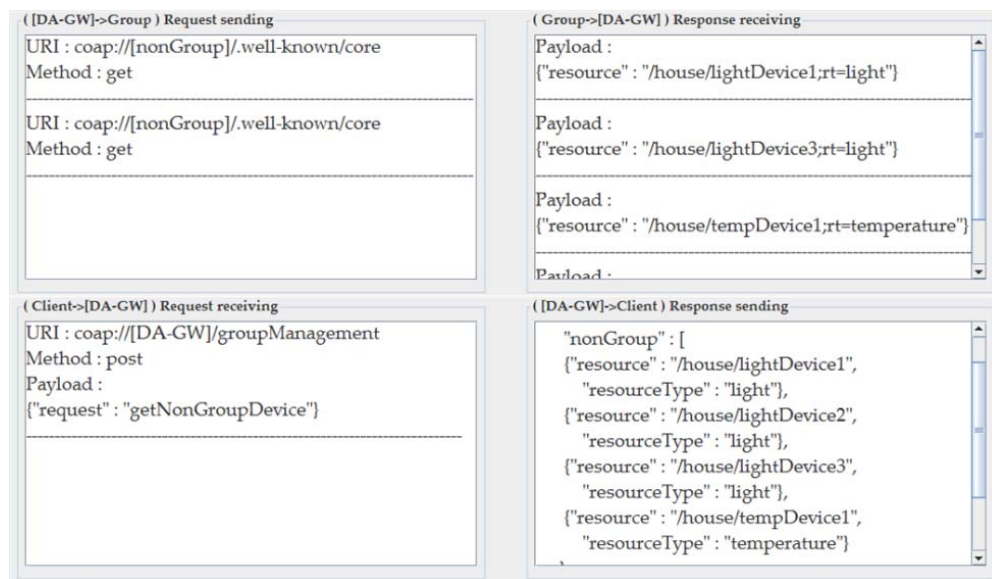 ( [DA-GW]->Group ) Request sending
URI : coap://[nonGroup]/.well-known/core
Method : get
URI : coap://[nonGroup]/.well-known/core
Method : get
( Group->[DA-GW] ) Response receiving
Payload :
{"resource" : "/house/lightDevice1;rt=light"}
Payload :
{"resource" : "/house/lightDevice3;rt=light"}
Payload :
{"resource" : "/house/tempDevice1;rt=temperature"}
Payload :
( Client->[DA-GW] ) Request receiving
URI : coap://[DA-GW]/groupManagement
Method : post
Payload :
{"request" : "getNonGroupDevice"}
( [DA-GW]->Client ) Response sending
"nonGroup" : [
{"resource" : "/house/lightDevice1",
"resourceType" : "light"},
{"resource" : "/house/lightDevice2",
"resourceType" : "light"},
{"resource" : "/house/lightDevice3",
"resourceType" : "light"},
{"resource" : "/house/tempDevice1",
"resourceType" : "temperature"}